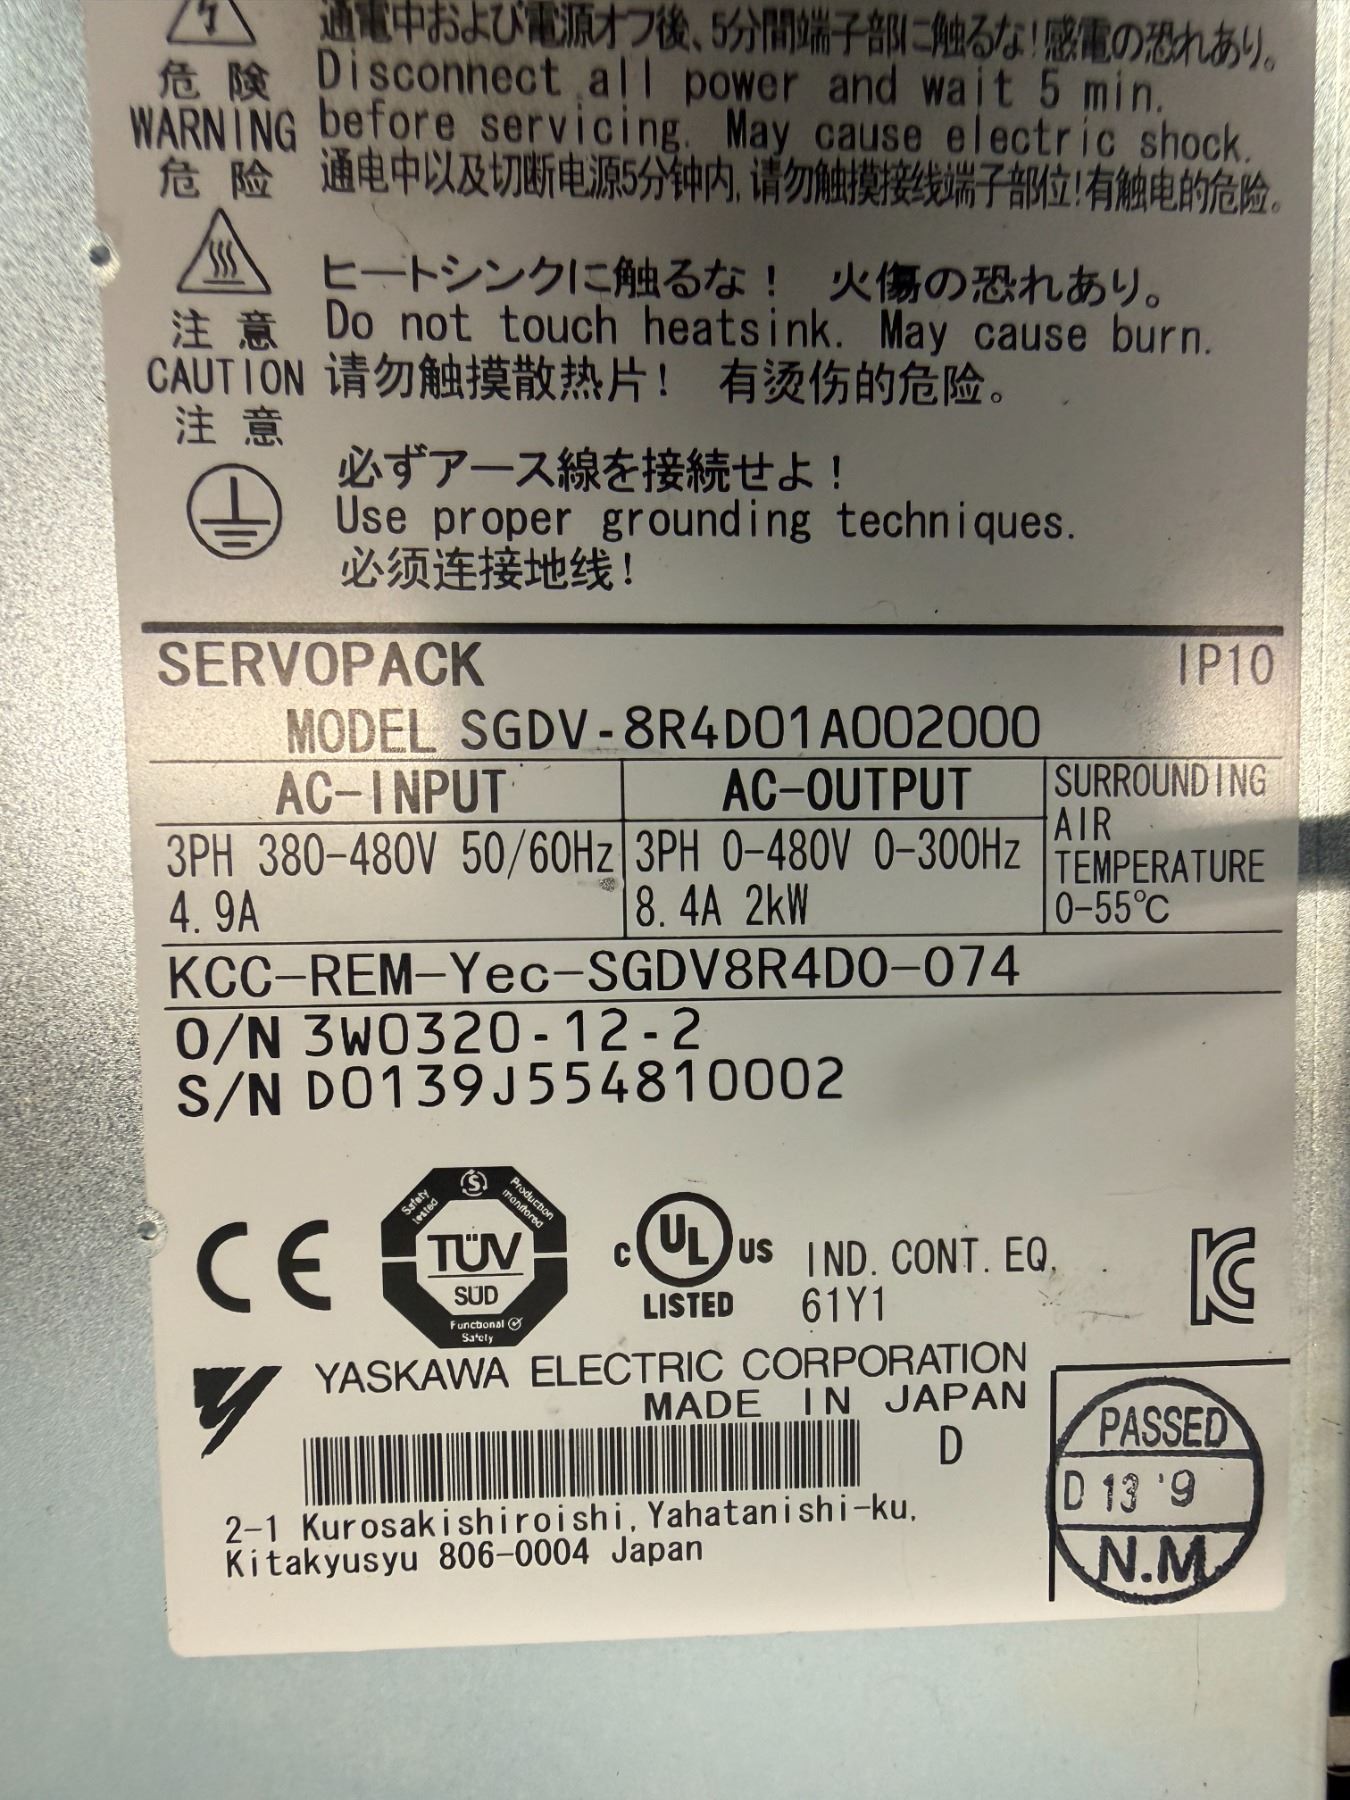 通電中および電源オフ後、5分間端子部に触るな!感電の恐れあり。
危 険
Disconnect all power and wait 5 min.
WARNING
before servicing. May cause electric shock.
危 险
通电中以及切断电源5分钟内,请勿触摸接线端子部位!有触电的危险。
ヒートシンクに触るな! 火傷の恐れあり。
注 意
Do not touch heatsink. May cause burn.
CAUTION
请勿触摸散热片! 有烫伤的危险。
注 意
必ずアース線を接続せよ!
Use proper grounding techniques.
必须连接地线!
SERVOPACK IP10
MODEL SGDV-8R4D01A002000
AC-INPUT AC-OUTPUT SURROUNDING
AIR
3PH 380-480V 50/60Hz 3PH 0-480V 0-300Hz TEMPERATURE
4.9A 8.4A 2kW 0-55℃
KCC-REM-Yec-SGDV8R4D0-074
O/N 3W0320-12-2
S/N D0139J554810002
CE
Safety tested
S
Production monitored
TÜV
SÜD
Functional
Safety
c UL US
LISTED
IND. CONT. EQ.
61Y1
KC
YASKAWA ELECTRIC CORPORATION
MADE IN JAPAN
D
2-1 Kurosakishiroishi, Yahatanishi-ku,
Kitakyusyu 806-0004 Japan
PASSED
D 13 '9
N.M